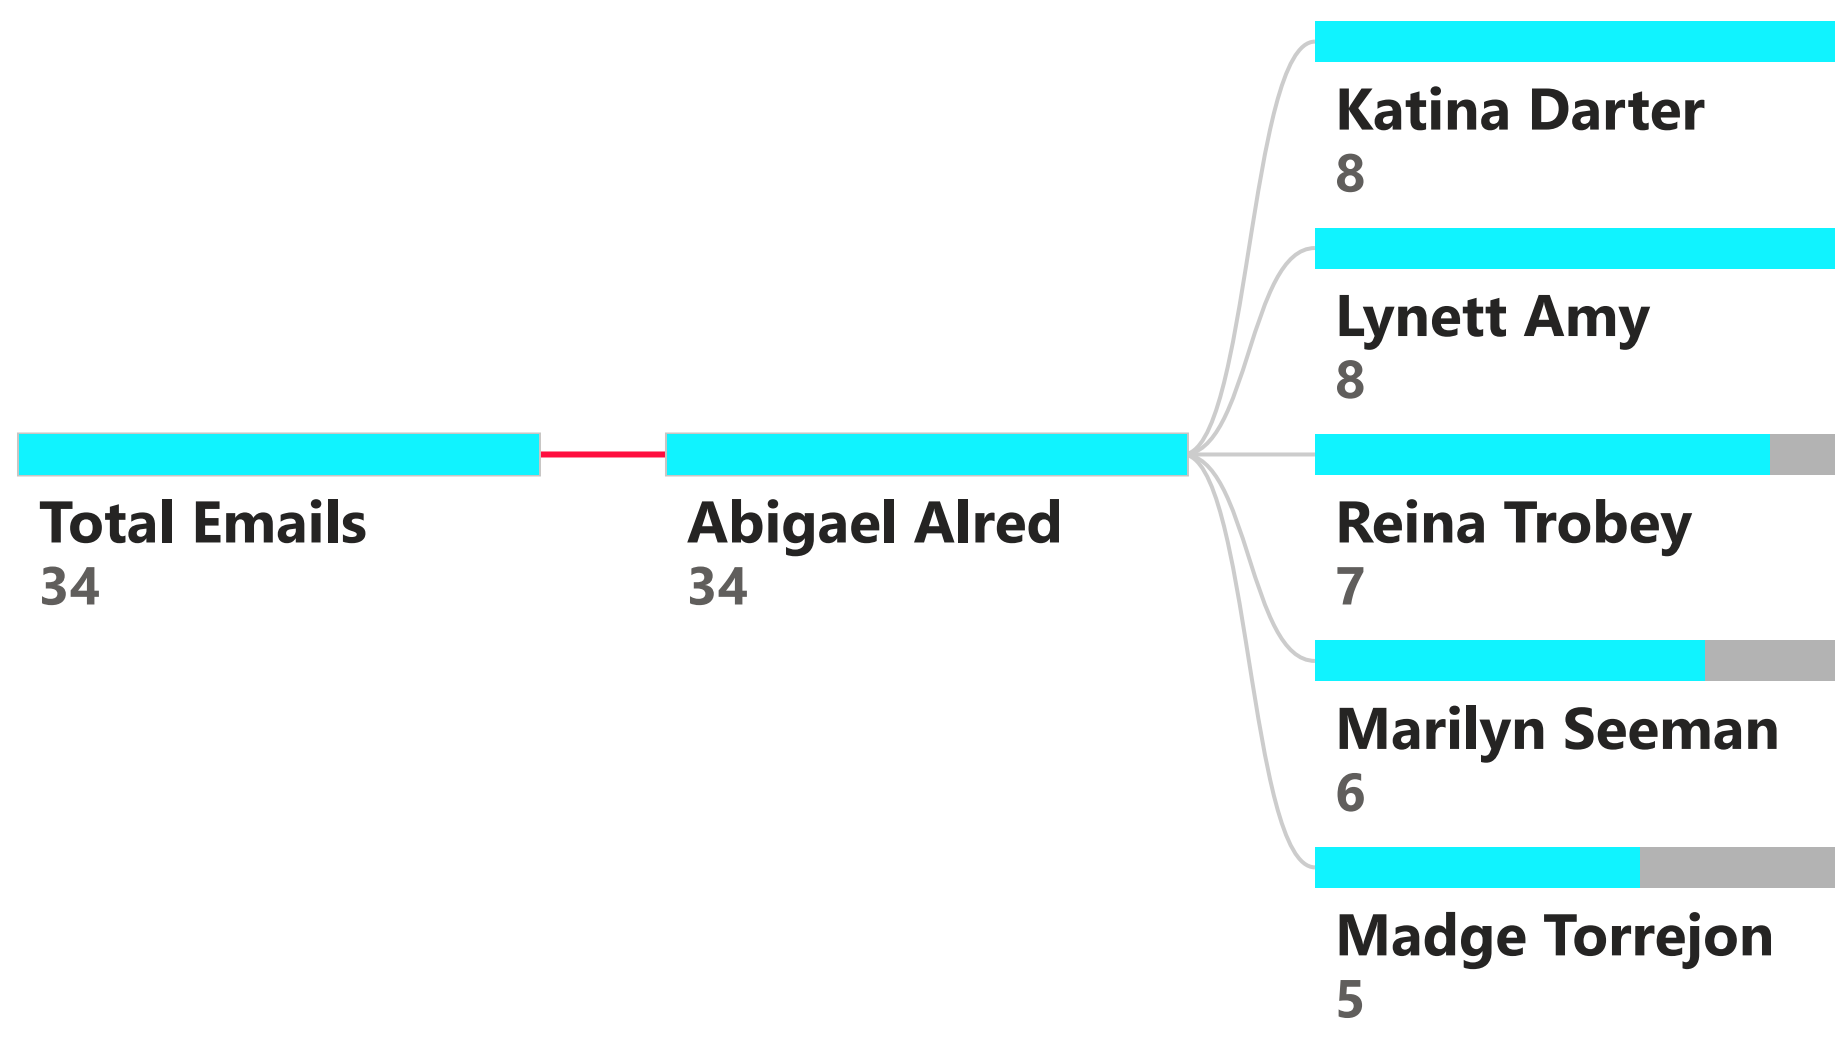 Total Emails
34
Abigael Alred
34
Katina Darter
8
Lynett Amy
8
Reina Trobey
7
Marilyn Seeman
6
Madge Torrejon
5